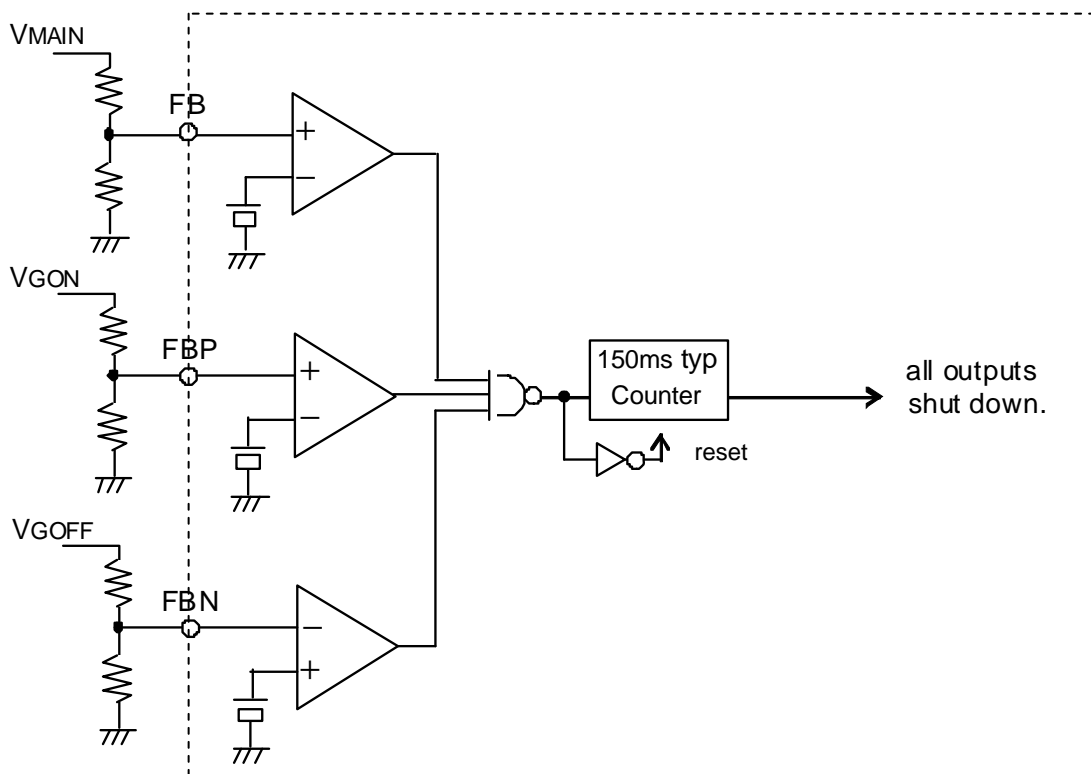 VMAIN
FB
+
−
VGON
FBP
+
−
150ms typ
Counter
all outputs
shut down.
reset
VGOFF
FBN
−
+